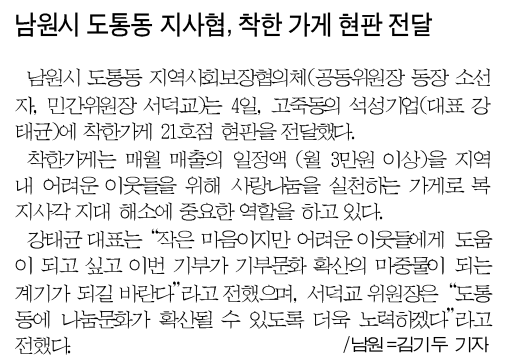 남원시 도통동 지사협, 착한 가게 현판 전달
남원시 도통동 지역사회보장협의체(공동위원장 동장 소선
자, 민간위원장 서덕교)는 4일, 고죽동의 석성기업(대표 강
태균)에 착한가게 21호점 현판을 전달했다.
착한가게는 매월 매출의 일정액 (월 3만원 이상)을 지역
내 어려운 이웃들을 위해 사랑나눔을 실천하는 가게로 복
지사각 지대 해소에 중요한 역할을 하고 있다.
강태균 대표는 “작은 마음이지만 어려운 이웃들에게 도움
이 되고 싶고 이번 기부가 기부문화 확산의 마중물이 되는
계기가 되길 바란다”라고 전했으며, 서덕교 위원장은 “도통
동에 나눔문화가 확산될 수 있도록 더욱 노력하겠다”라고
전했다. /남원=김기두 기자